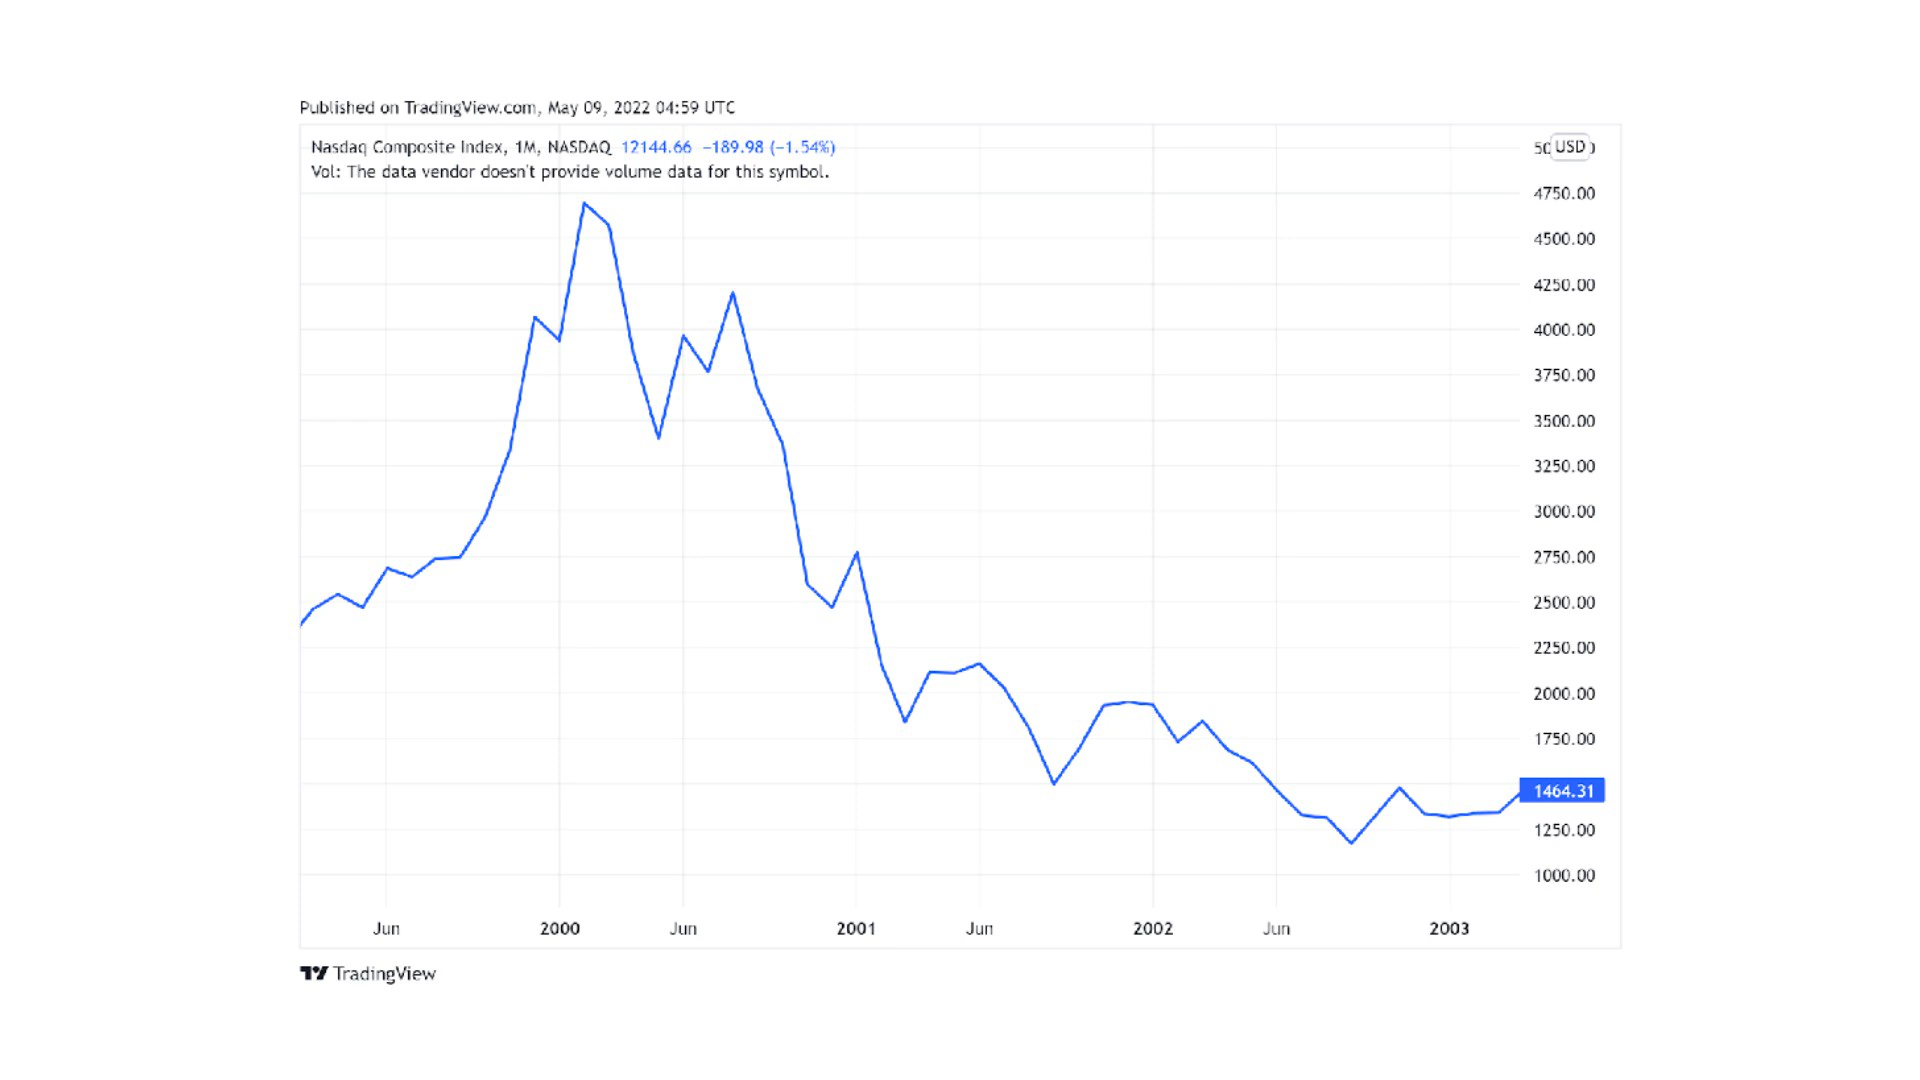 Published on TradingView.com, May 09, 2022 04:59 UTC
Nasdaq Composite Index, 1M, NASDAQ 12144.66 −189.98 (−1.54%)
Vol: The data vendor doesn't provide volume data for this symbol.
USD
4750.00
4500.00
4250.00
4000.00
3750.00
3500.00
3250.00
3000.00
2750.00
2500.00
2250.00
2000.00
1750.00
1464.31
1250.00
1000.00
Jun 2000 Jun 2001 Jun 2002 Jun 2003
TradingView